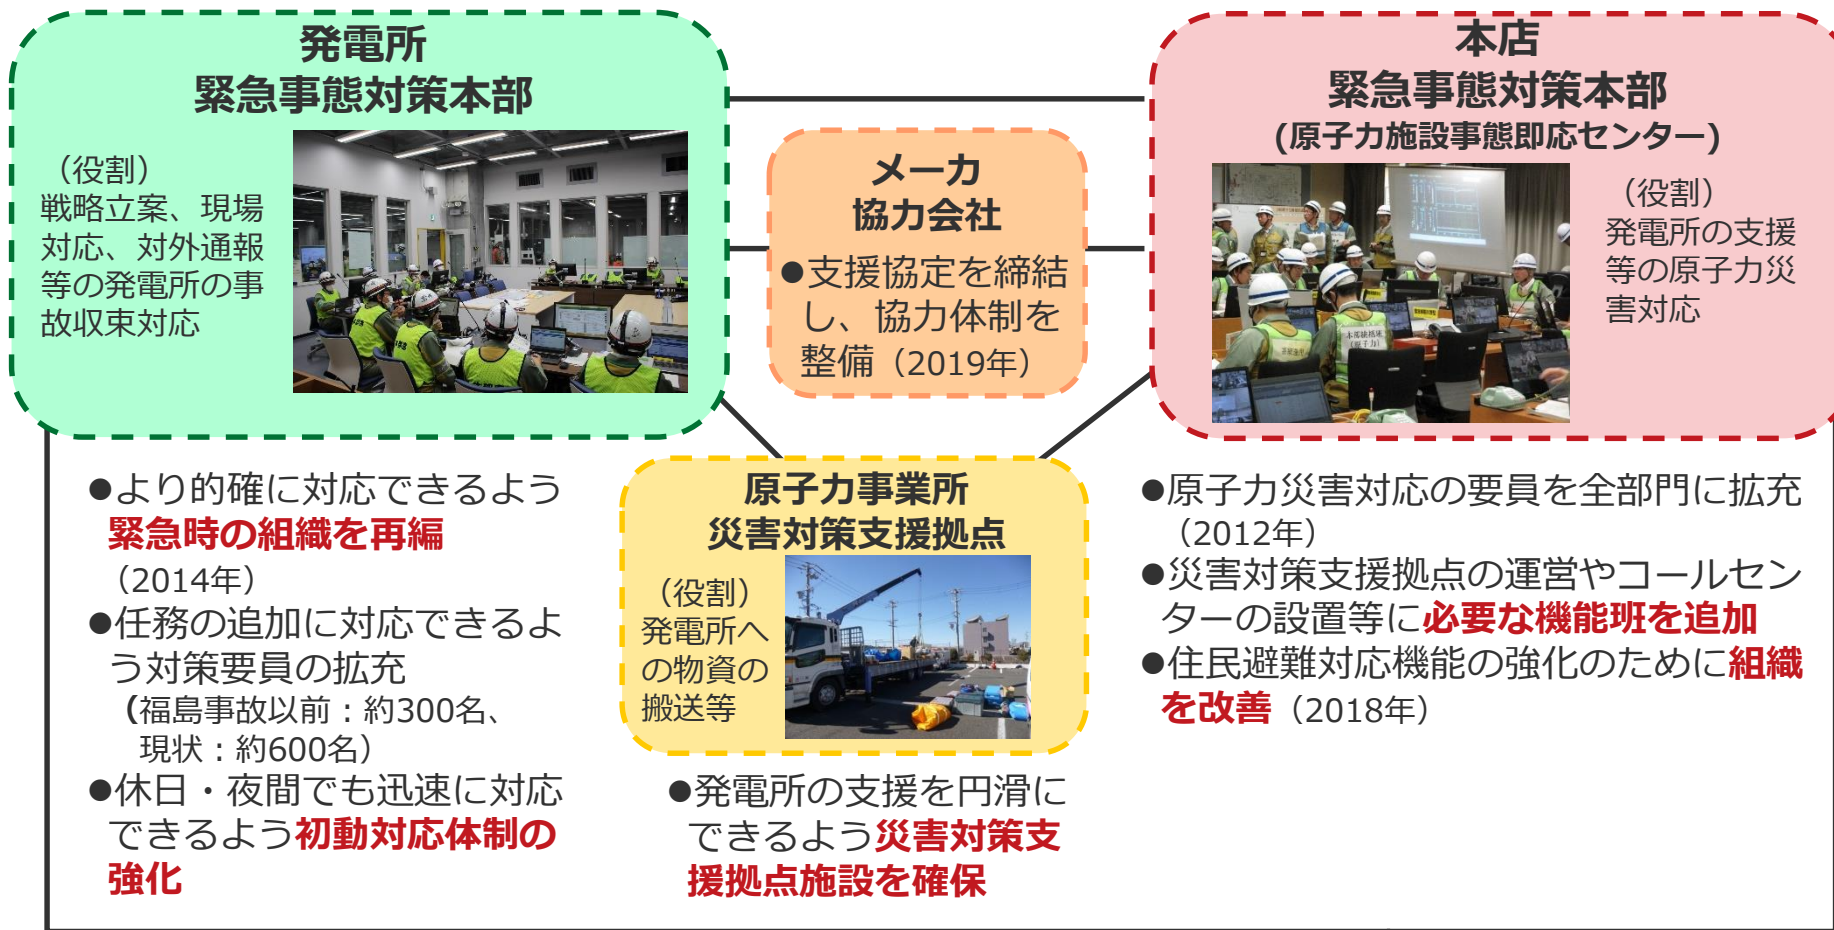 発電所
緊急事態対策本部
（役割）
戦略立案、現場
対応、対外通報
等の発電所の事
故収束対応
メーカ
協力会社
●支援協定を締結
し、協力体制を
整備（2019年）
本店
緊急事態対策本部
(原子力施設事態即応センター)
（役割）
発電所の支援
等の原子力災
害対応
●より的確に対応できるよう
緊急時の組織を再編
（2014年）
●任務の追加に対応できるよ
う対策要員の拡充
（福島事故以前：約300名、
現状：約600名）
●休日・夜間でも迅速に対応
できるよう初動対応体制の
強化
原子力事業所
災害対策支援拠点
（役割）
発電所へ
の物資の
搬送等
●発電所の支援を円滑に
できるよう災害対策支
援拠点施設を確保
●原子力災害対応の要員を全部門に拡充
（2012年）
●災害対策支援拠点の運営やコールセン
ターの設置等に必要な機能班を追加
●住民避難対応機能の強化のために組織
を改善（2018年）